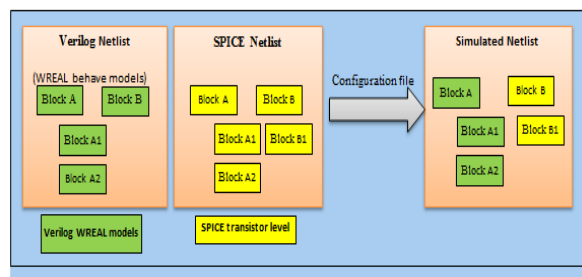 Verilog Netlist
(WREAL behave models)
Block A
Block B
Block A1
Block A2
Verilog WREAL models
SPICE Netlist
Block A
Block B
Block A1
Block B1
Block A2
SPICE transistor level
Configuration file
Simulated Netlist
Block A
Block B
Block A1
Block B1
Block A2